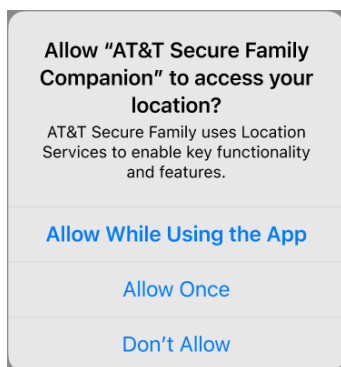 Allow “AT&T Secure Family
Companion” to access your
location?
AT&T Secure Family uses Location
Services to enable key functionality
and features.
Allow While Using the App
Allow Once
Don’t Allow